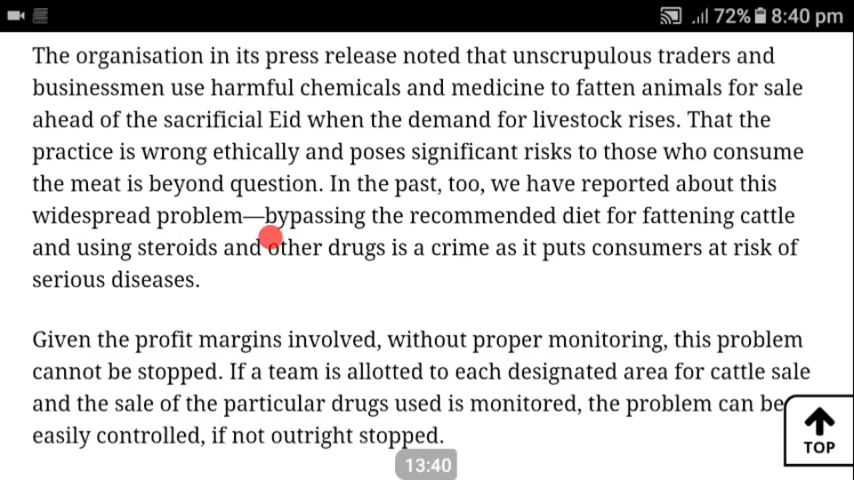 72% 8:40 pm
The organisation in its press release noted that unscrupulous traders and
businessmen use harmful chemicals and medicine to fatten animals for sale
ahead of the sacrificial Eid when the demand for livestock rises. That the
practice is wrong ethically and poses significant risks to those who consume
the meat is beyond question. In the past, too, we have reported about this
widespread problem—bypassing the recommended diet for fattening cattle
and using steroids and other drugs is a crime as it puts consumers at risk of
serious diseases.
Given the profit margins involved, without proper monitoring, this problem
cannot be stopped. If a team is allotted to each designated area for cattle sale
and the sale of the particular drugs used is monitored, the problem can be
easily controlled, if not outright stopped.
TOP
13:40